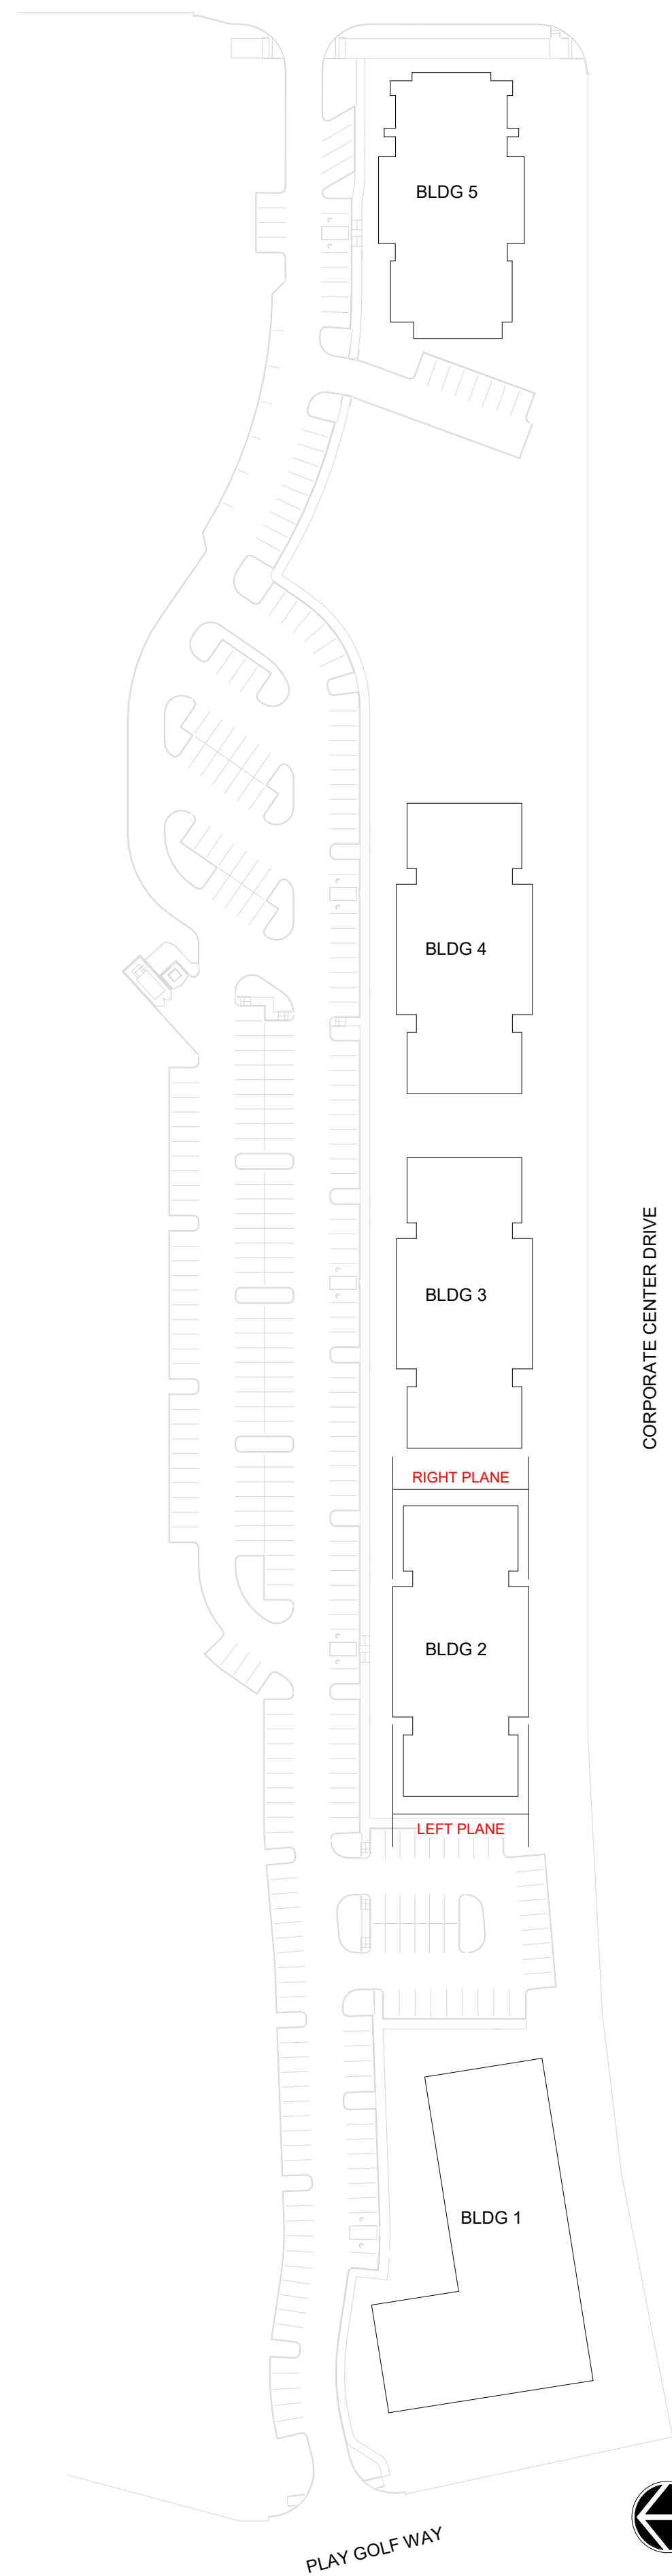 BLDG 5
BLDG 4
CORPORATE CENTER DRIVE
BLDG 3
RIGHT PLANE
BLDG 2
LEFT PLANE
BLDG 1
PLAY GOLF WAY